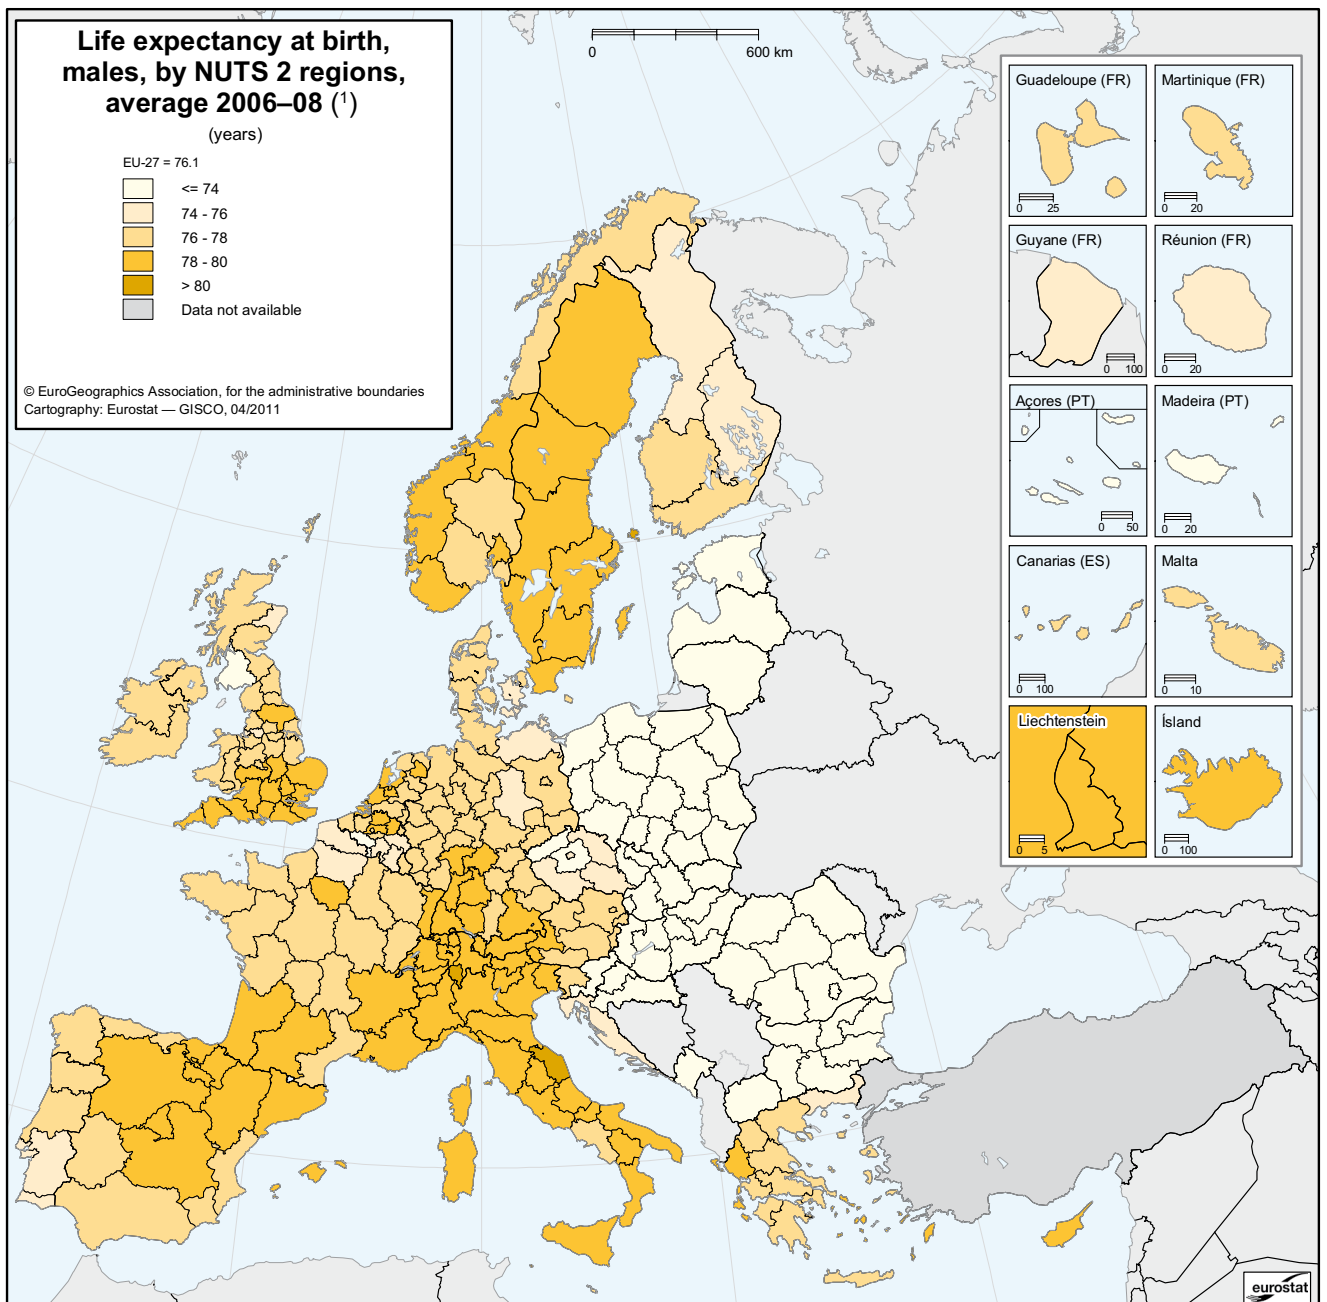 Life expectancy at birth,
males, by NUTS 2 regions,
average 2006–08 (¹)
(years)
EU-27 = 76.1
<= 74
74 - 76
76 - 78
78 - 80
> 80
Data not available
© EuroGeographics Association, for the administrative boundaries
Cartography: Eurostat — GISCO, 04/2011
0 600 km
Guadeloupe (FR)
0 25
Martinique (FR)
0 20
Guyane (FR)
0 100
Réunion (FR)
0 20
Açores (PT)
0 50
Madeira (PT)
0 20
Canarias (ES)
0 100
Malta
0 10
Liechtenstein
0 5
Ísland
0 100
eurostat